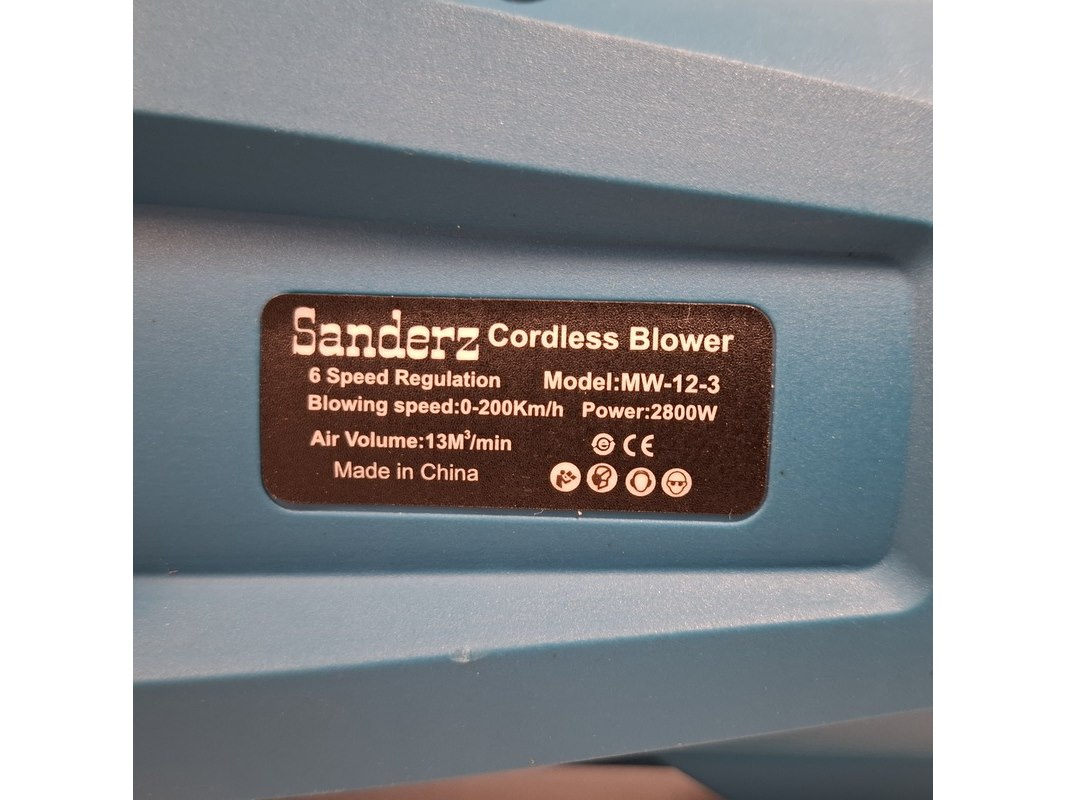 Sanderz Cordless Blower
6 Speed Regulation Model:MW-12-3
Blowing speed:0-200Km/h Power:2800W
Air Volume:13M³/min CE
Made in China